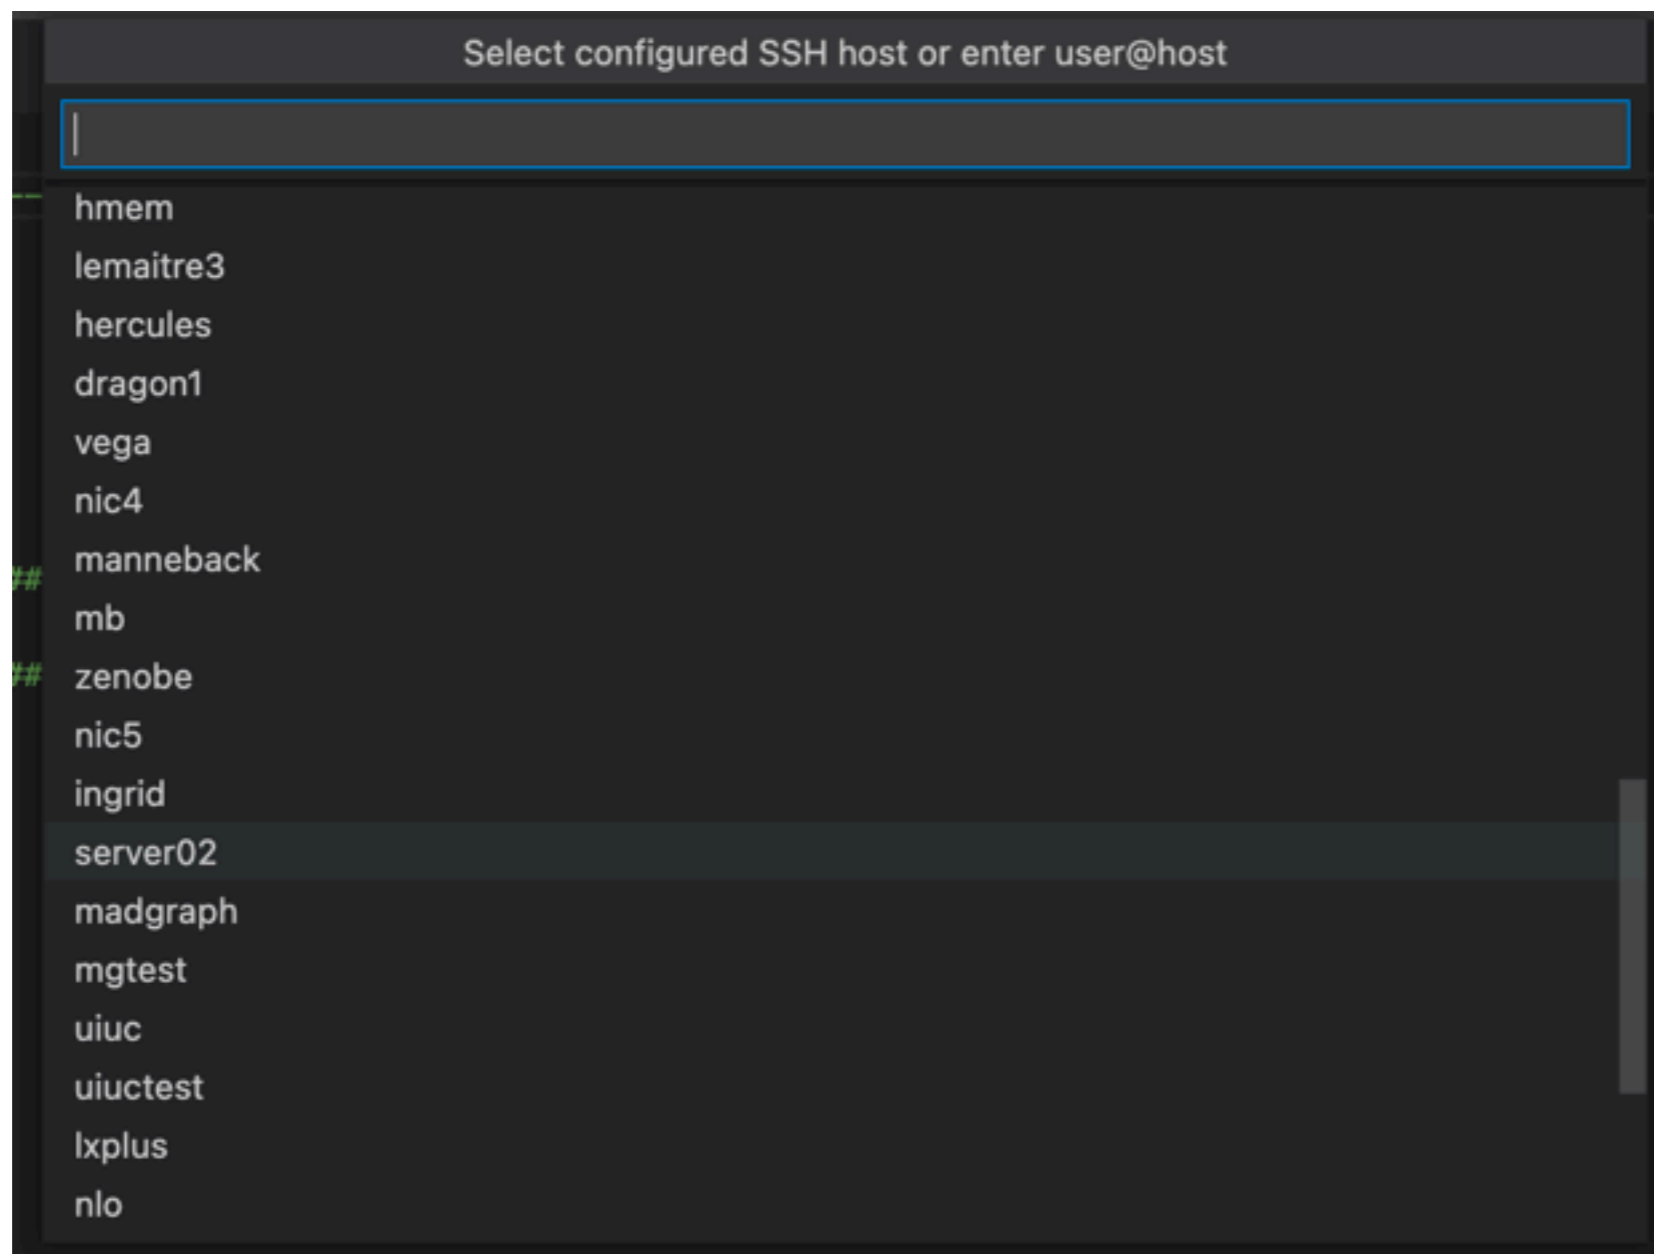 Select configured SSH host or enter user@host
--
hmem
lemaitre3
hercules
dragon1
vega
nic4
manneback
##
mb
zenobe
##
nic5
ingrid
server02
madgraph
mgtest
uiuc
uiuctest
lxplus
nlo